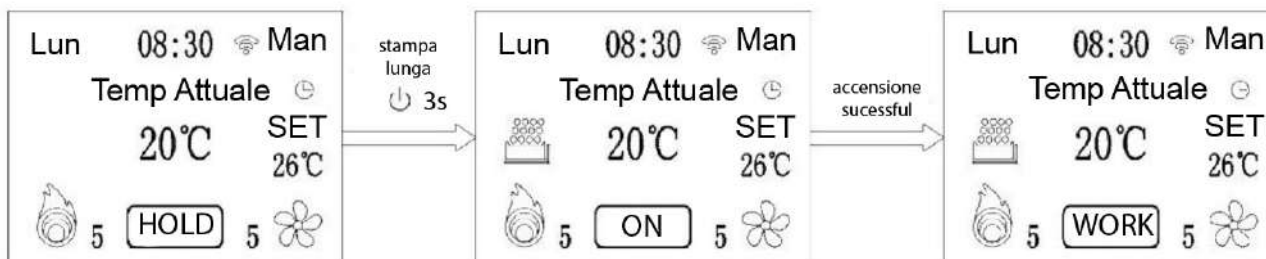 Lun 08:30 Man
Temp Attuale
20℃ SET
26℃
5 HOLD 5
stampa
lunga
3s
Lun 08:30 Man
Temp Attuale
20℃ SET
26℃
5 ON 5
accensione
sucessful
Lun 08:30 Man
Temp Attuale
20℃ SET
26℃
5 WORK 5